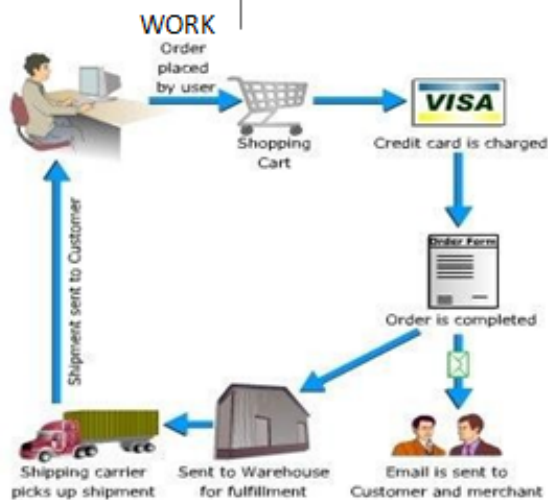 WORK
Order
placed
by user
Shopping
Cart
VISA
Credit card is charged
Order Form
Order is completed
Shipment sent to Customer
Shipping carrier
picks up shipment
Sent to Warehouse
for fulfillment
Email is sent to
Customer and merchant